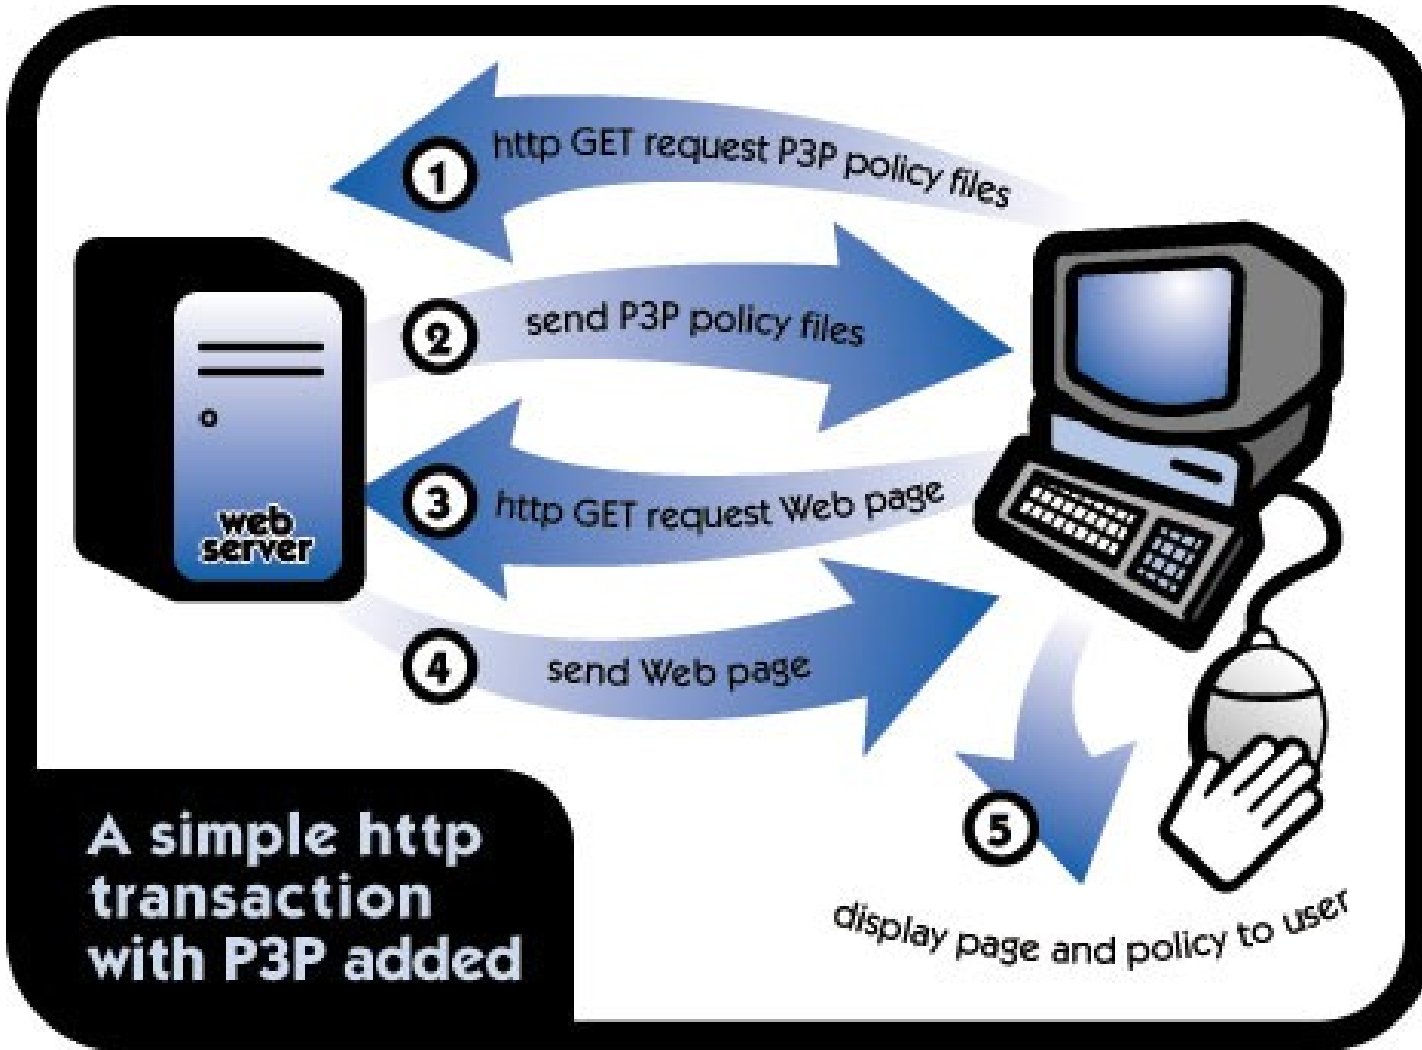 1
http GET request P3P policy files
2
send P3P policy files
3
http GET request Web page
4
send Web page
web
server
5
display page and policy to user
A simple http
transaction
with P3P added